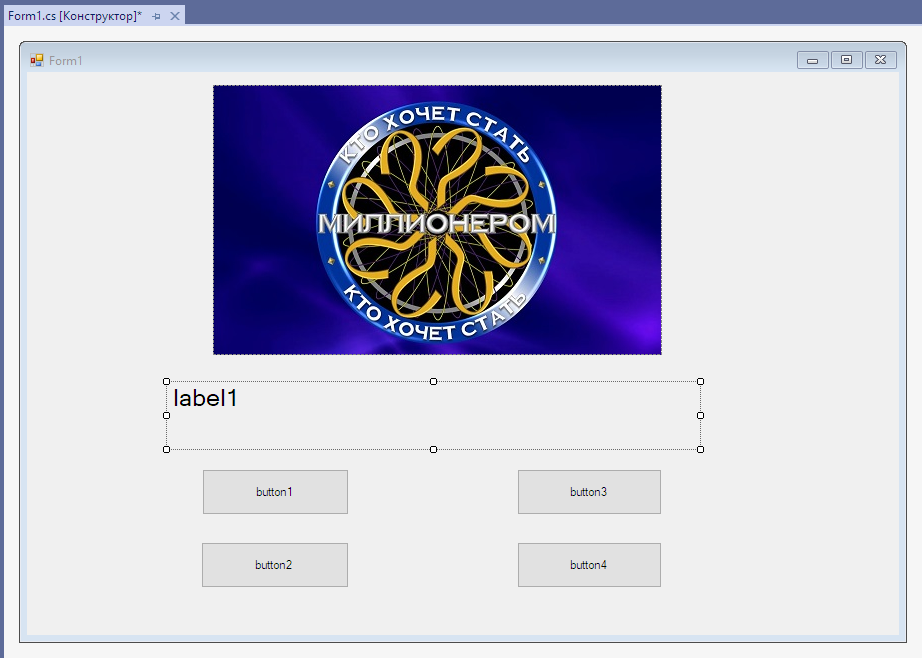 Form1.cs [Конструктор]*
Form1
КТО ХОЧЕТ СТАТЬ
МИЛЛИОНЕРОМ
КТО ХОЧЕТ СТАТЬ
label1
button1
button3
button2
button4